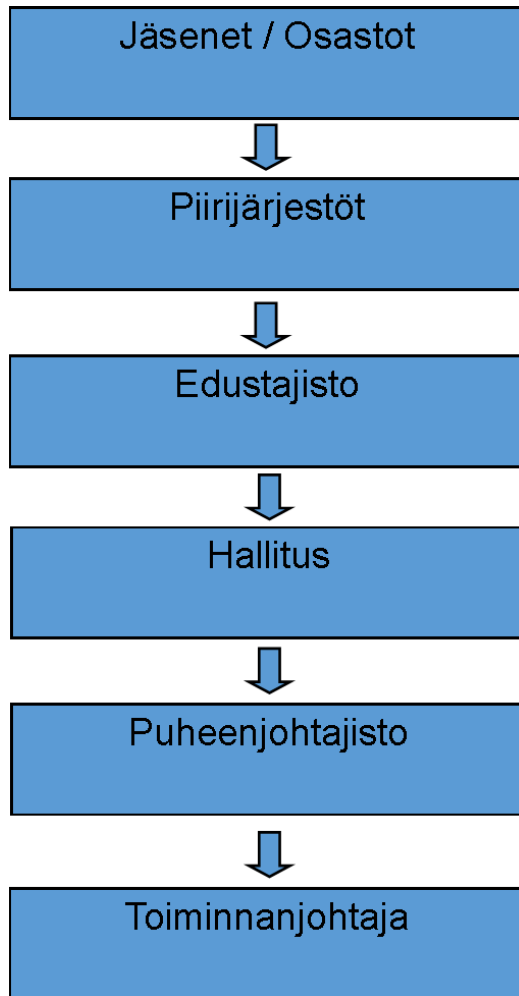 Jäsenet / Osastot
Piirijärjestöt
Edustajisto
Hallitus
Puheenjohtajisto
Toiminnanjohtaja